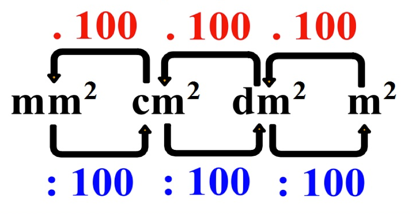 . 100 . 100 . 100
mm² cm² dm² m²
: 100 : 100 : 100